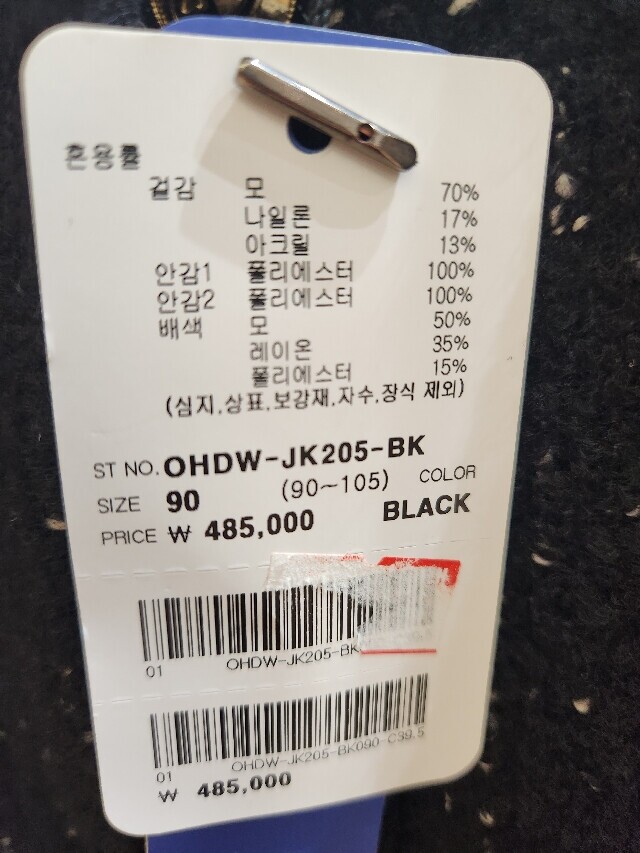 혼용률
겉감 모 70%
나일론 17%
아크릴 13%
안감1 폴리에스터 100%
안감2 폴리에스터 100%
배색 모 50%
레이온 35%
폴리에스터 15%
(심지,상표,보강재,자수,장식 제외)
ST NO. OHDW-JK205-BK
SIZE 90 (90~105) COLOR
PRICE ₩ 485,000 BLACK
01 OHDW-JK205-BK
01 OHDW-JK205-BK090-C39.5
₩ 485,000